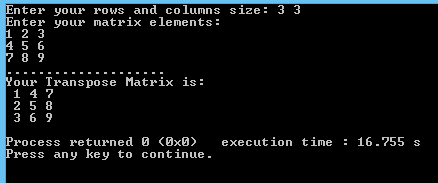 Enter your rows and columns size: 3 3
Enter your matrix elements:
1 2 3
4 5 6
7 8 9
--------------------
Your Transpose Matrix is:
1 4 7
2 5 8
3 6 9
Process returned 0 (0x0)   execution time : 16.755 s
Press any key to continue.